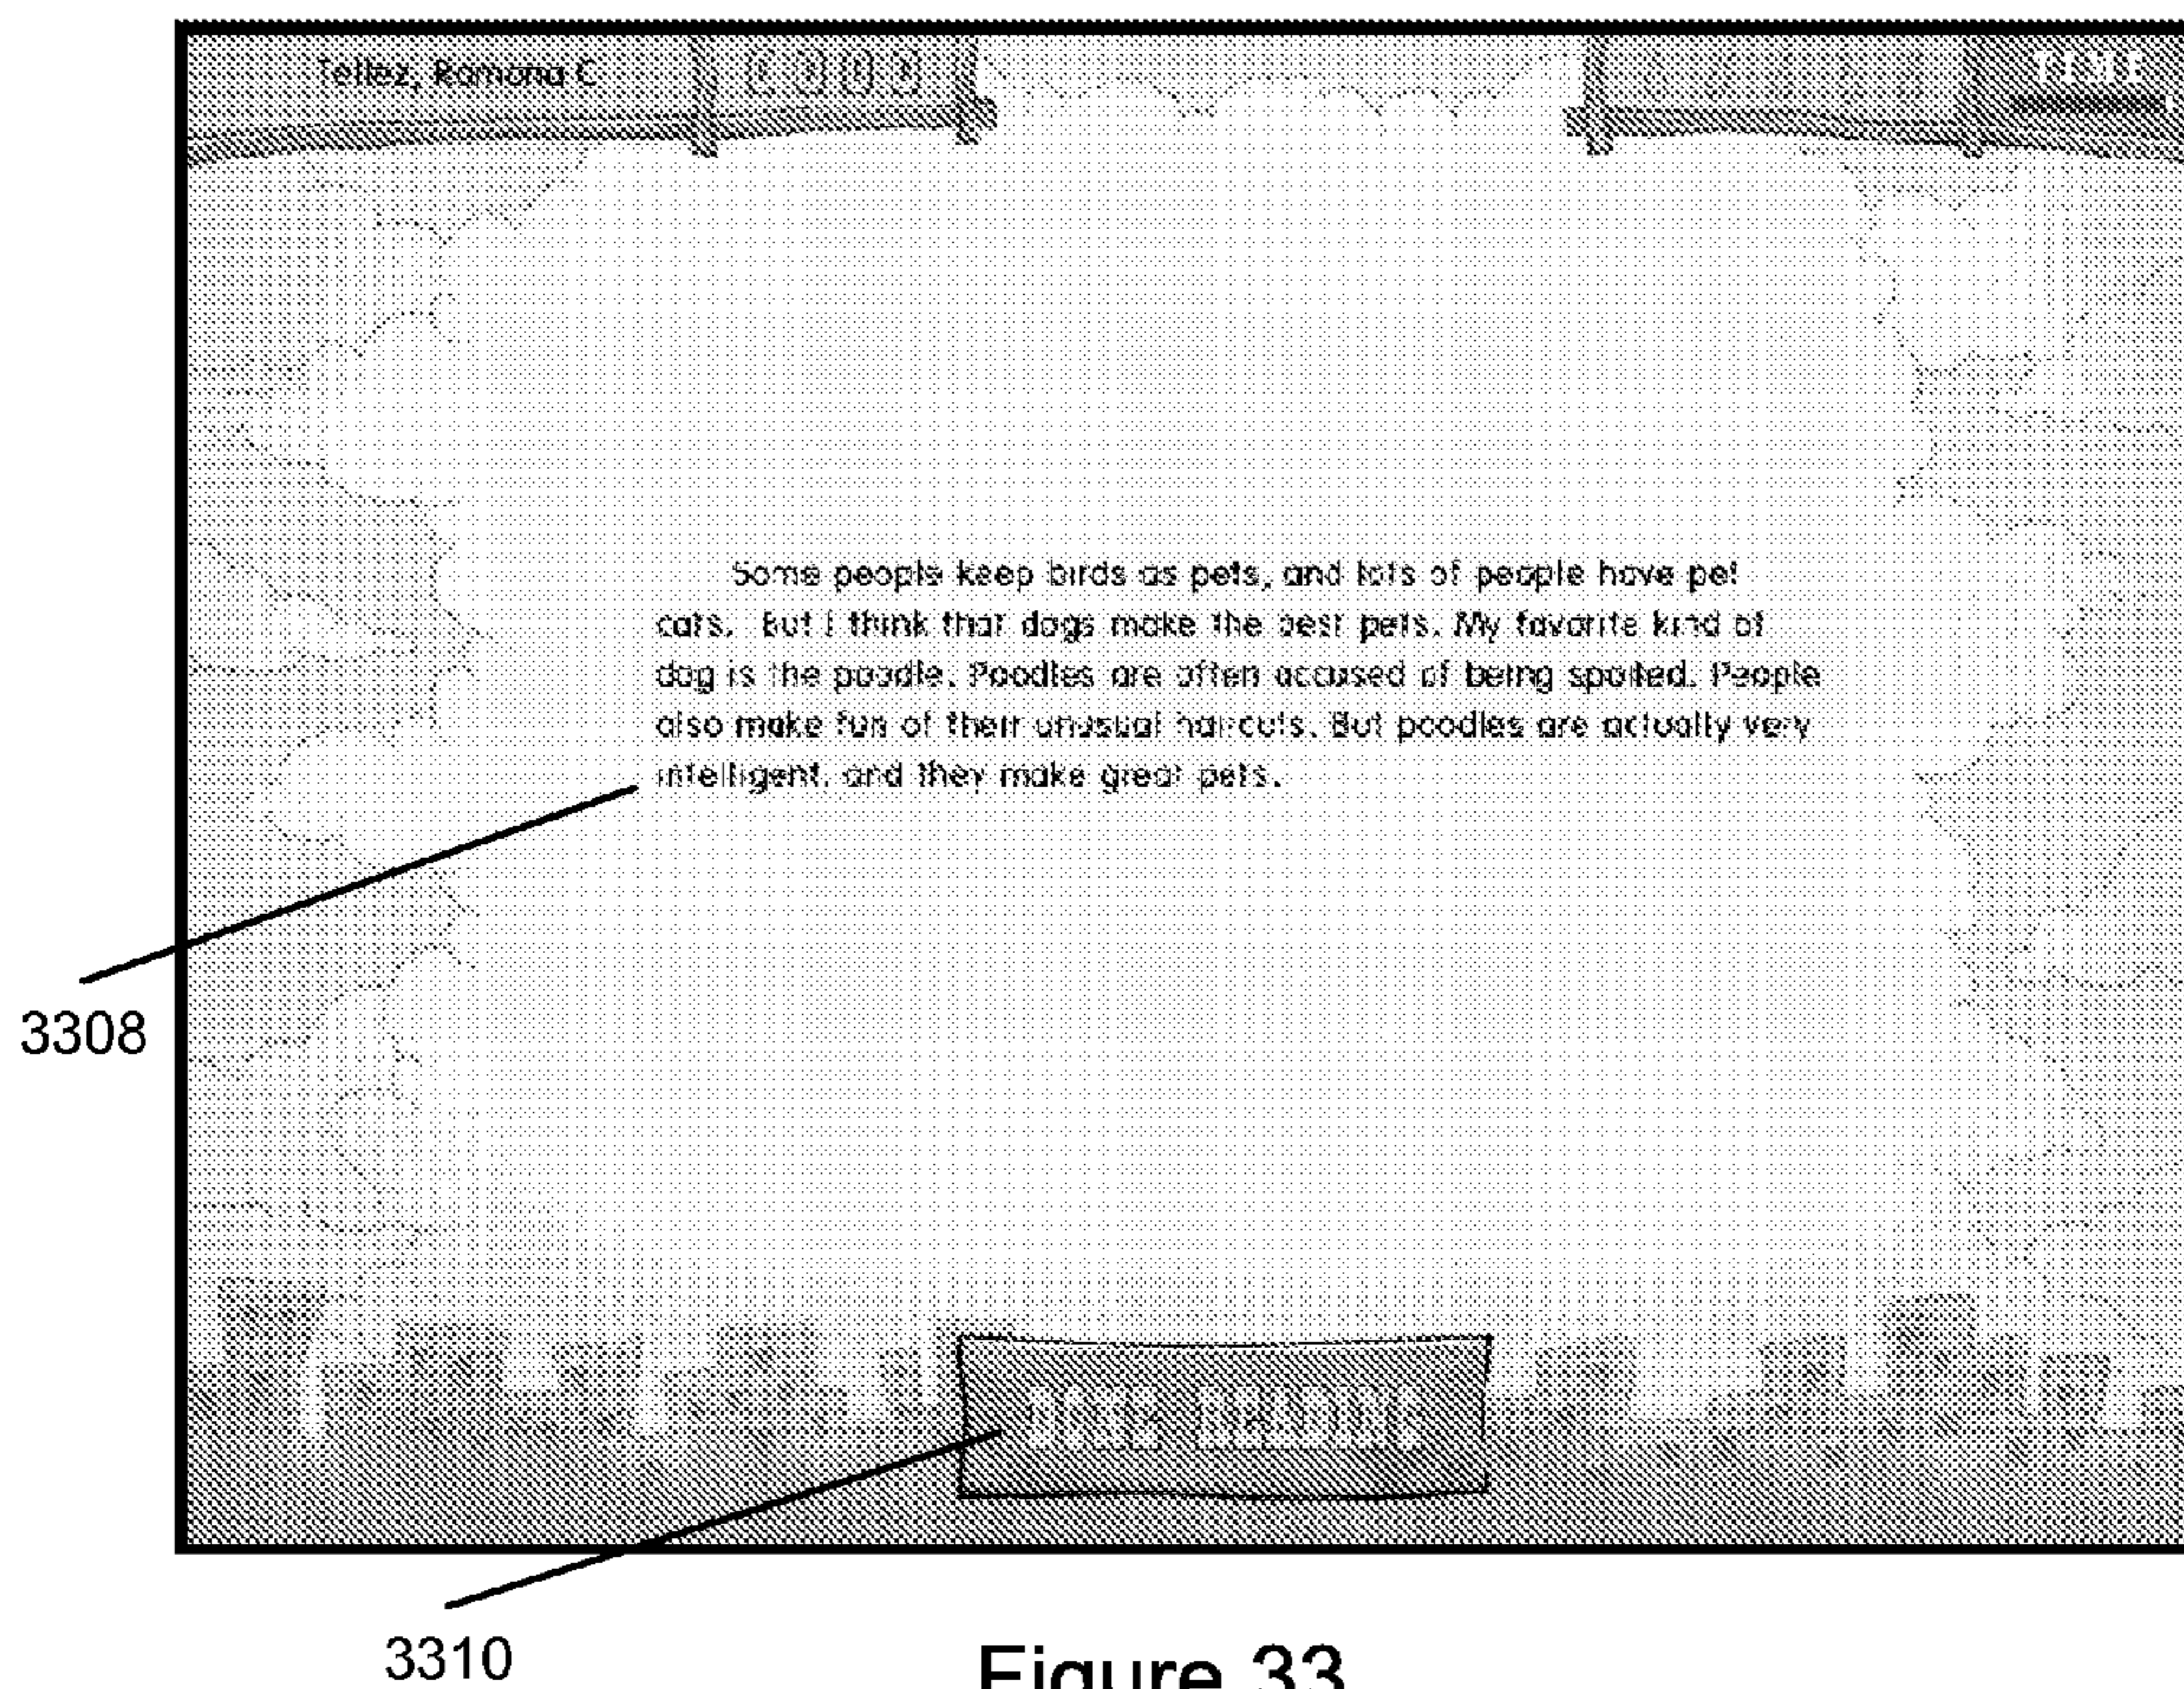 Tellez, Ramona C
TIME
Some people keep birds as pets, and lots of people have pet
cats. But I think that dogs make the best pets. My favorite kind of
dog is the poodle. Poodles are often accused of being spoiled. People
also make fun of their unusual haircuts. But poodles are actually very
intelligent, and they make great pets.
3308
DONE READING
3310
Figure 33